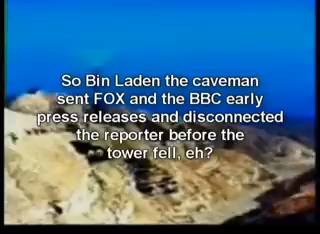 So Bin Laden the caveman
sent FOX and the BBC early
press releases and disconnected
the reporter before the
tower fell, eh?